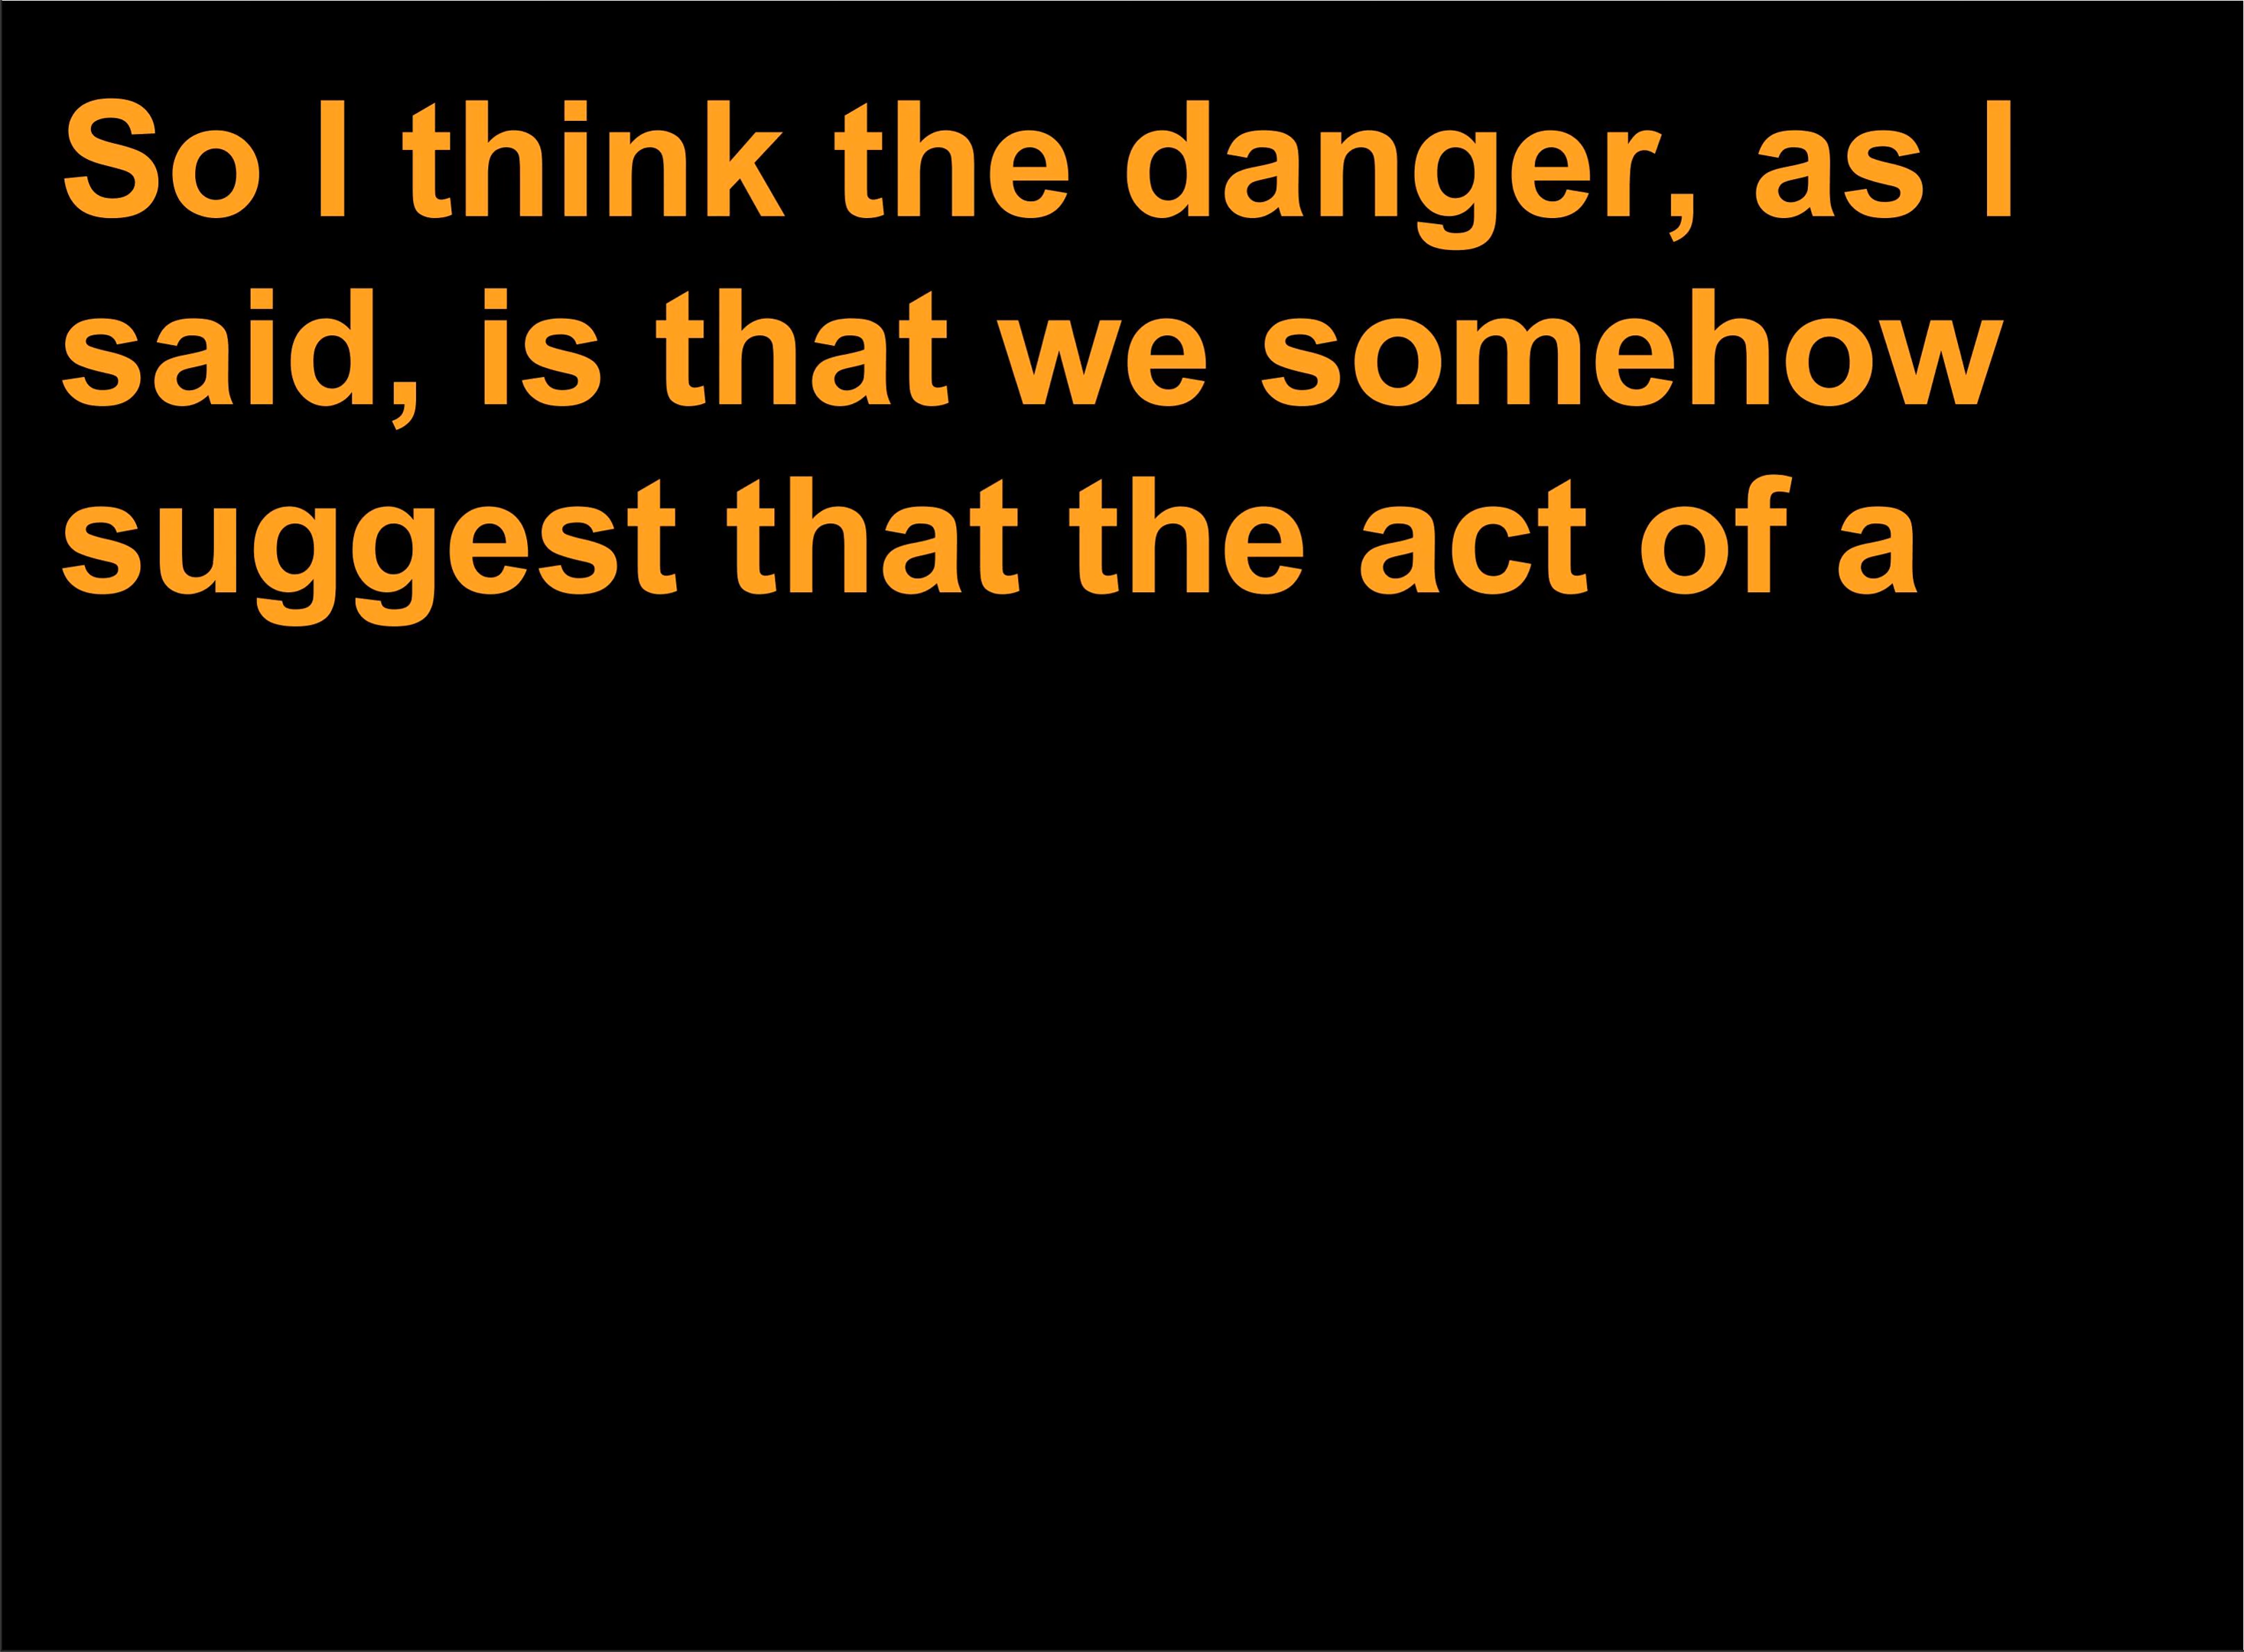 So I think the danger, as I
said, is that we somehow
suggest that the act of a